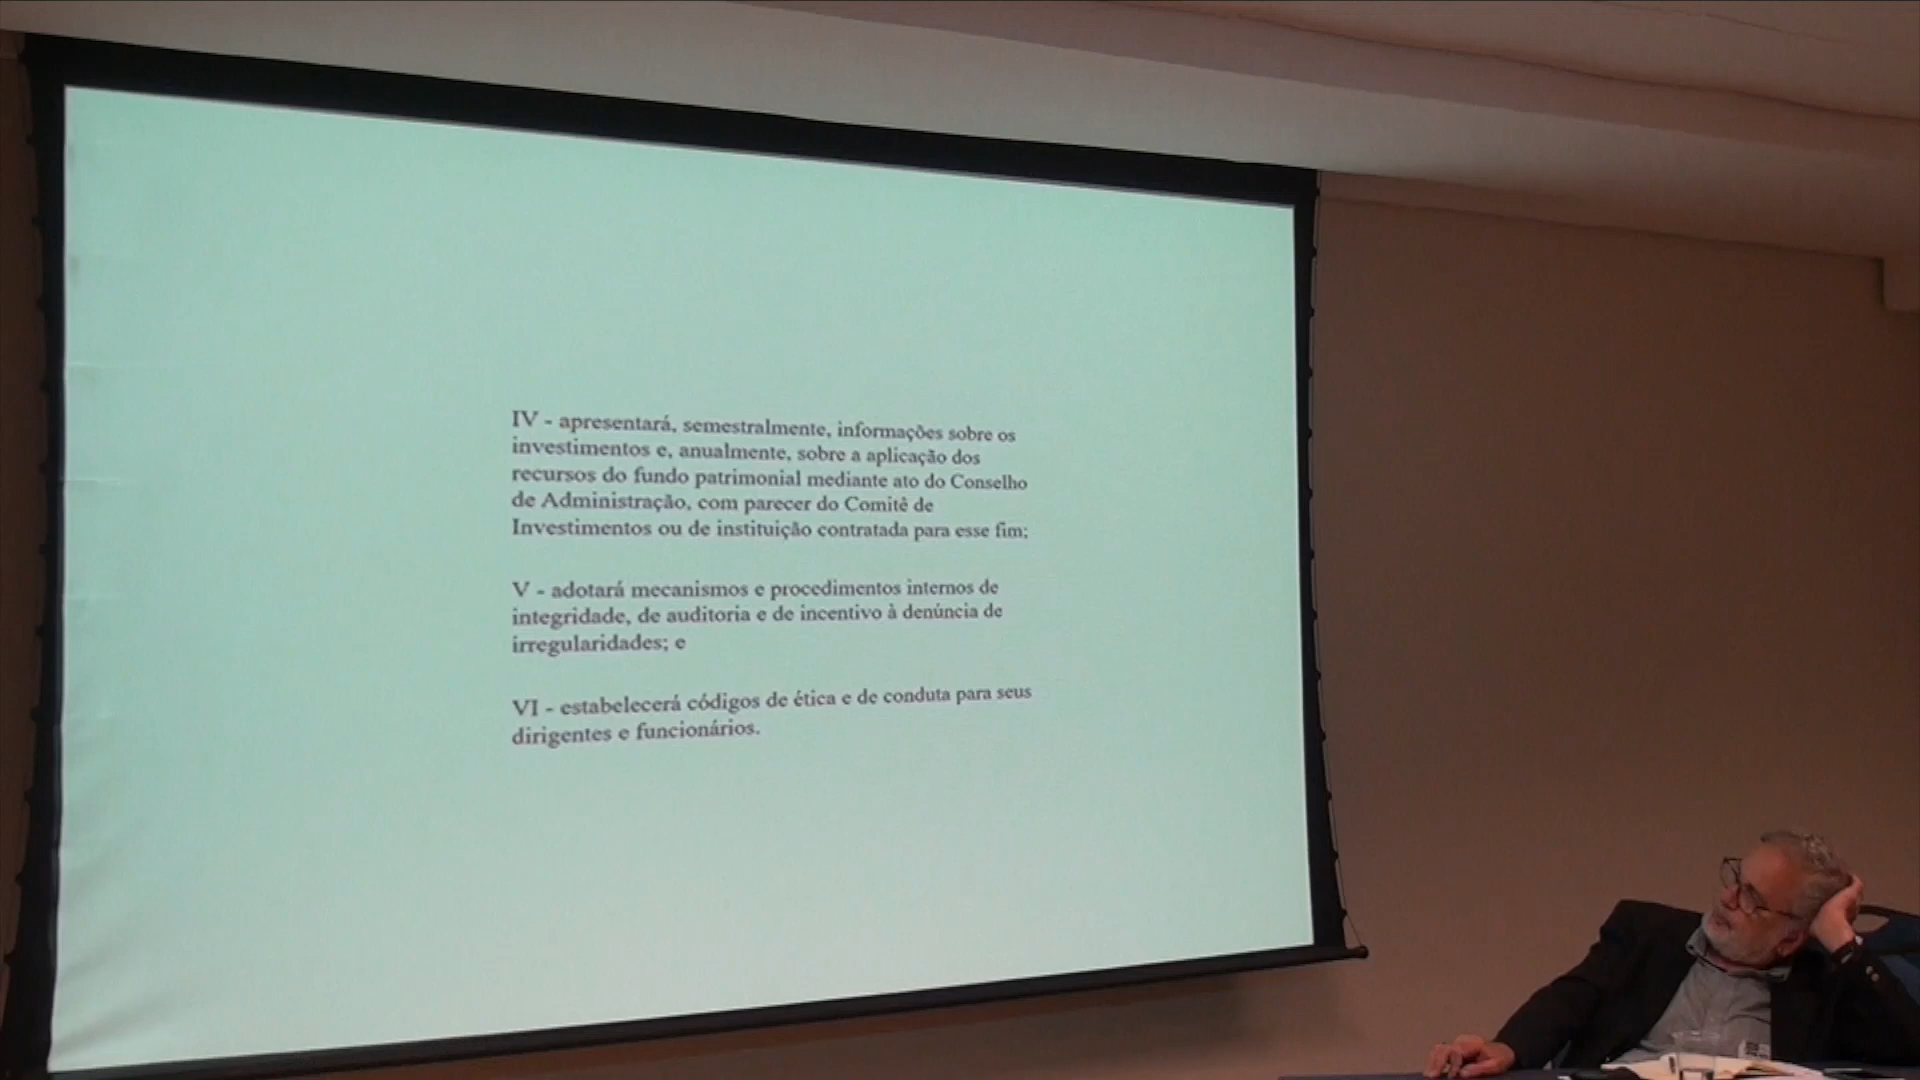 IV - apresentará, semestralmente, informações sobre os
investimentos e, anualmente, sobre a aplicação dos
recursos do fundo patrimonial mediante ato do Conselho
de Administração, com parecer do Comitê de
Investimentos ou de instituição contratada para esse fim;
V - adotará mecanismos e procedimentos internos de
integridade, de auditoria e de incentivo à denúncia de
irregularidades; e
VI - estabelecerá códigos de ética e de conduta para seus
dirigentes e funcionários.